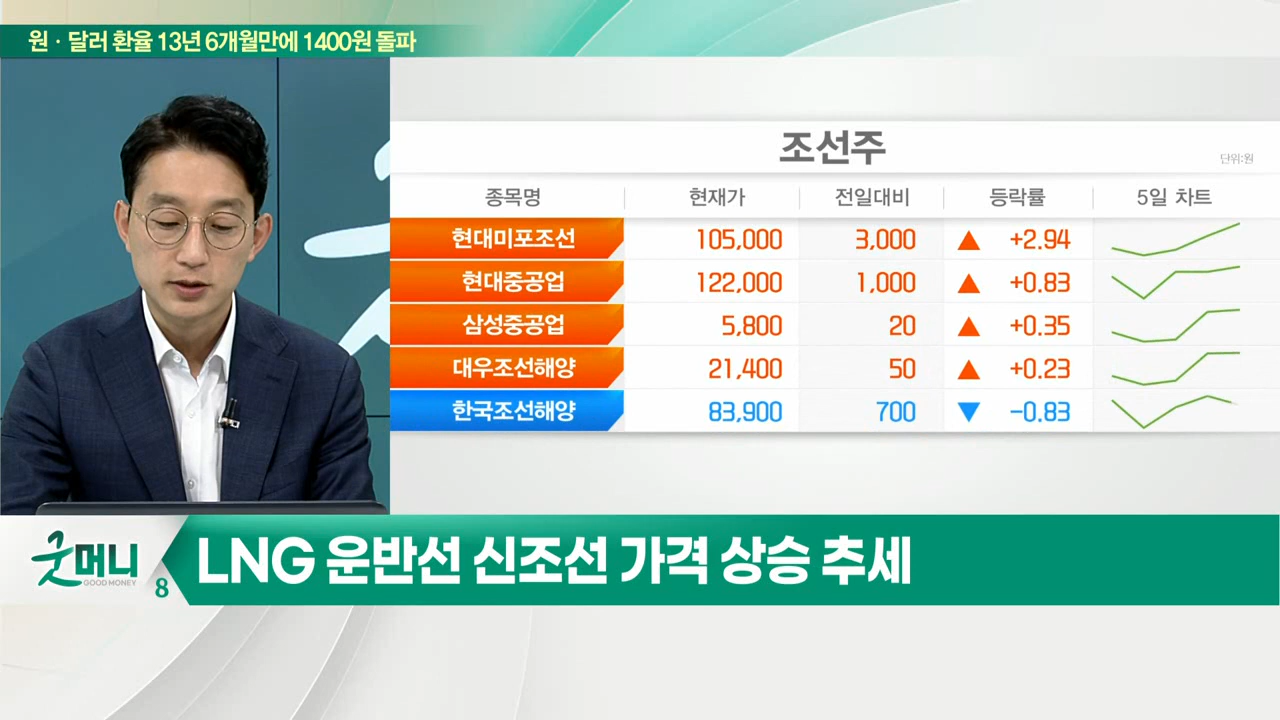 원·달러 환율 13년 6개월만에 1400원 돌파
조선주
단위:원
종목명 현재가 전일대비 등락률 5일 차트
현대미포조선 105,000 3,000 ▲ +2.94
현대중공업 122,000 1,000 ▲ +0.83
삼성중공업 5,800 20 ▲ +0.35
대우조선해양 21,400 50 ▲ +0.23
한국조선해양 83,900 700 ▼ -0.83
굿머니
GOOD MONEY
8
LNG 운반선 신조선 가격 상승 추세